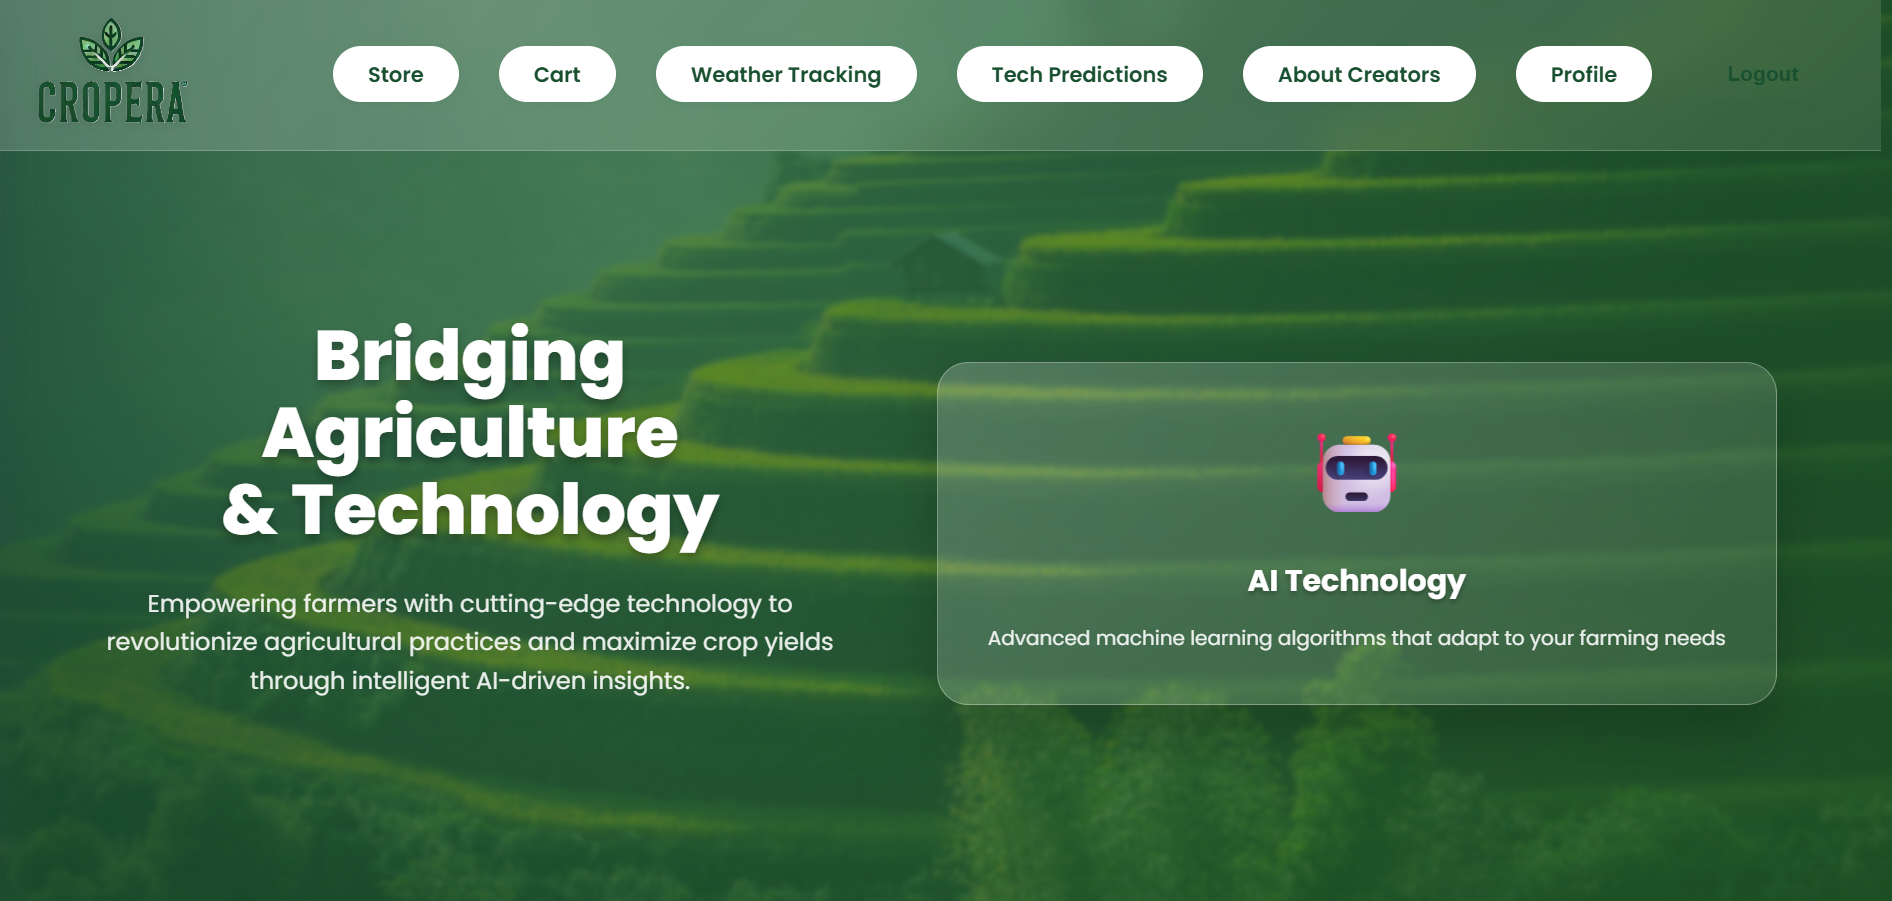 CROPERA
Store
Cart
Weather Tracking
Tech Predictions
About Creators
Profile
Logout
Bridging
Agriculture
& Technology
Empowering farmers with cutting-edge technology to
revolutionize agricultural practices and maximize crop yields
through intelligent AI-driven insights.
AI Technology
Advanced machine learning algorithms that adapt to your farming needs